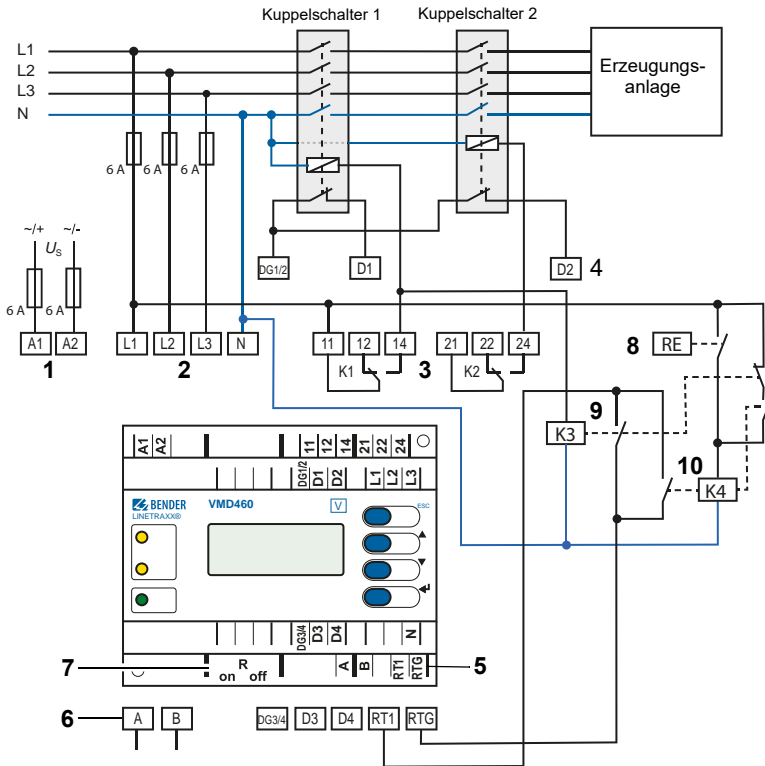 Kuppelschalter 1 Kuppelschalter 2
L1
L2
L3
N
Erzeugungs-
anlage
6 A 6 A 6 A
~/+ ~/-
US
6 A 6 A
DG1/2 D1 D2 4
A1 A2 L1 L2 L3 N 11 12 14 21 22 24
1 2 K1 3 K2
8 RE
9
K3
10
K4
A1 A2 11 12 14 21 22 24
DG1/2 D1 D2 L1 L2 L3
BENDER VMD460 V ESC
LINETRAXX®
DG3/4 D3 D4 N
7 R A B RT1 RTG 5
on off
6 A B DG3/4 D3 D4 RT1 RTG